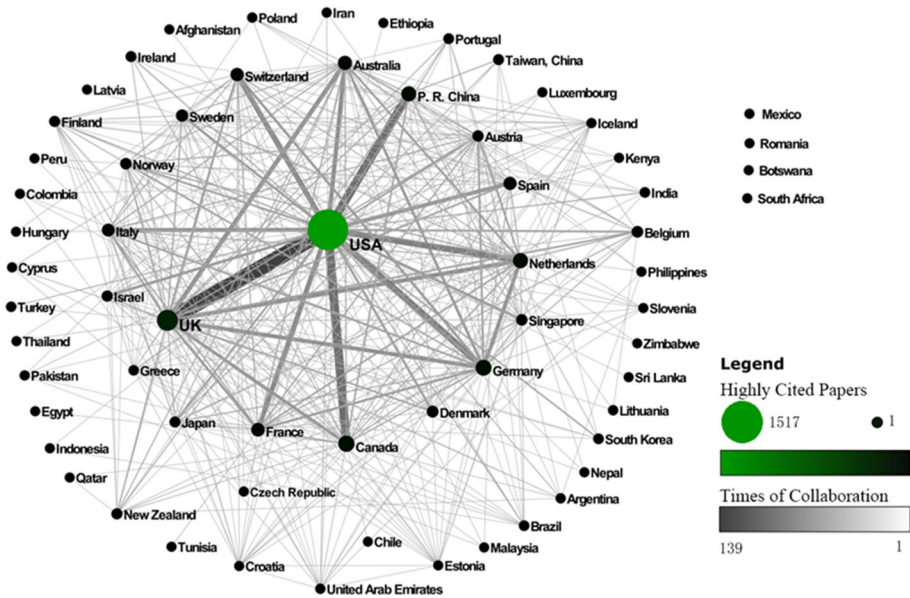 Iran
Poland
Ethiopia
Afghanistan
Portugal
Ireland
Australia
Taiwan, China
Switzerland
Latvia
P. R. China
Luxembourg
Mexico
Finland
Sweden
Iceland
Austria
Romania
Peru
Norway
Kenya
Botswana
Spain
Colombia
India
South Africa
Hungary
Italy
Belgium
USA
Cyprus
Netherlands
Philippines
Israel
Turkey
Slovenia
UK
Singapore
Thailand
Zimbabwe
Legend
Pakistan
Greece
Germany
Sri Lanka
Highly Cited Papers
Egypt
Denmark
Lithuania
1517
1
Japan
France
Indonesia
Canada
South Korea
Qatar
Nepal
Czech Republic
Argentina
Times of Collaboration
New Zealand
Brazil
Tunisia
Chile
Malaysia
139
1
Croatia
Estonia
United Arab Emirates